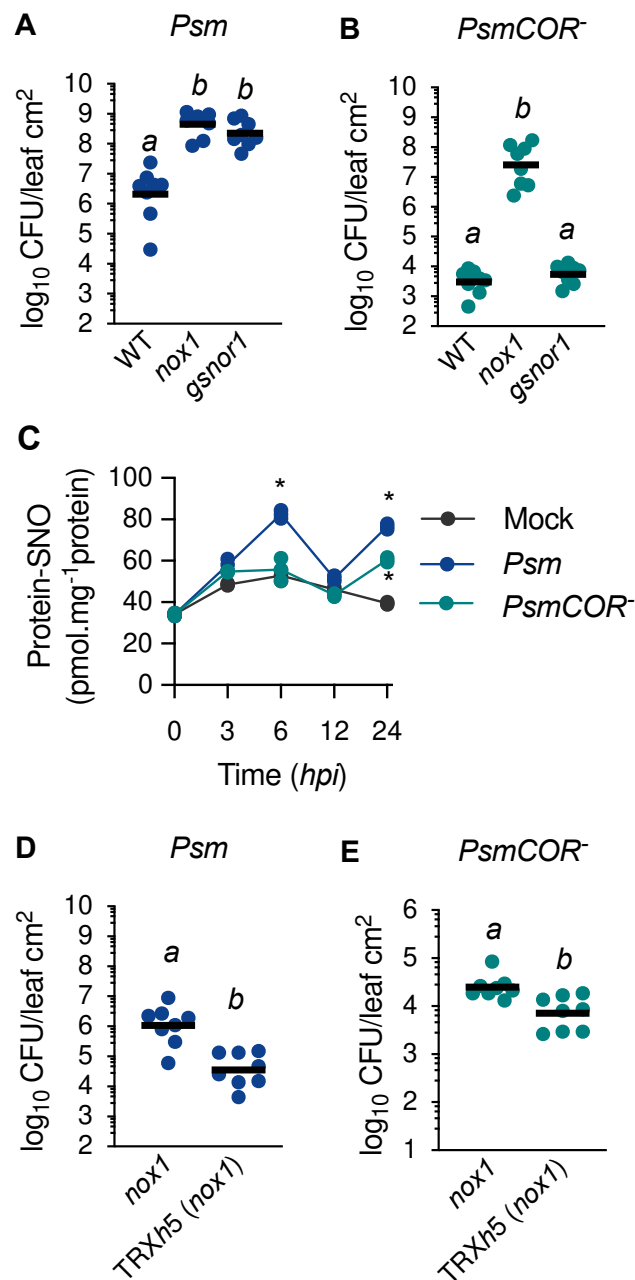 A
Psm
log10 CFU/leaf cm2
10
9
8
7
6
5
4
3
2
a
b
b
WT
nox1
gsnor1
B
PsmCOR-
log10 CFU/leaf cm2
10
9
8
7
6
5
4
3
2
a
b
a
WT
nox1
gsnor1
C
Protein-SNO
(pmol.mg-1protein)
100
80
60
40
20
0
*
*
*
0 3 6 12 24
Time (hpi)
Mock
Psm
PsmCOR-
D
Psm
log10 CFU/leaf cm2
10
9
8
7
6
5
4
3
2
a
b
nox1
TRXh5 (nox1)
E
PsmCOR-
log10 CFU/leaf cm2
6
5
4
3
2
1
a
b
nox1
TRXh5 (nox1)